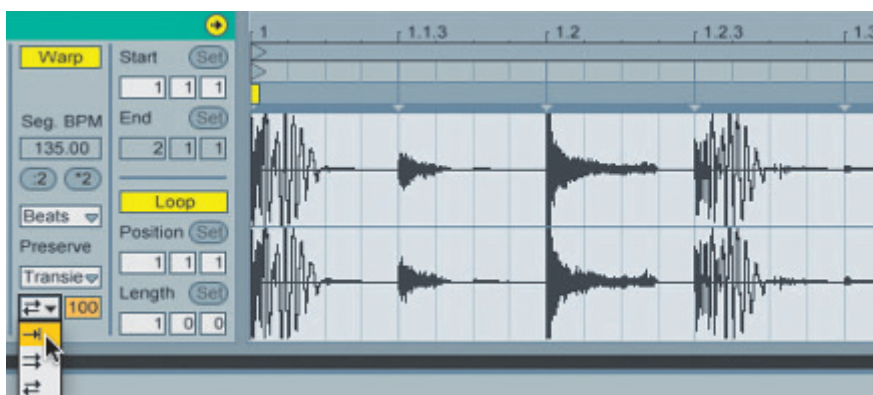 1 1.1.3 1.2 1.2.3 1.3
Warp Start Set
1 1 1
Seg. BPM End Set
135.00 2 1 1
:2 *2
Loop
Beats Position Set
Preserve
1 1 1
Transie
Length Set
100
1 0 0